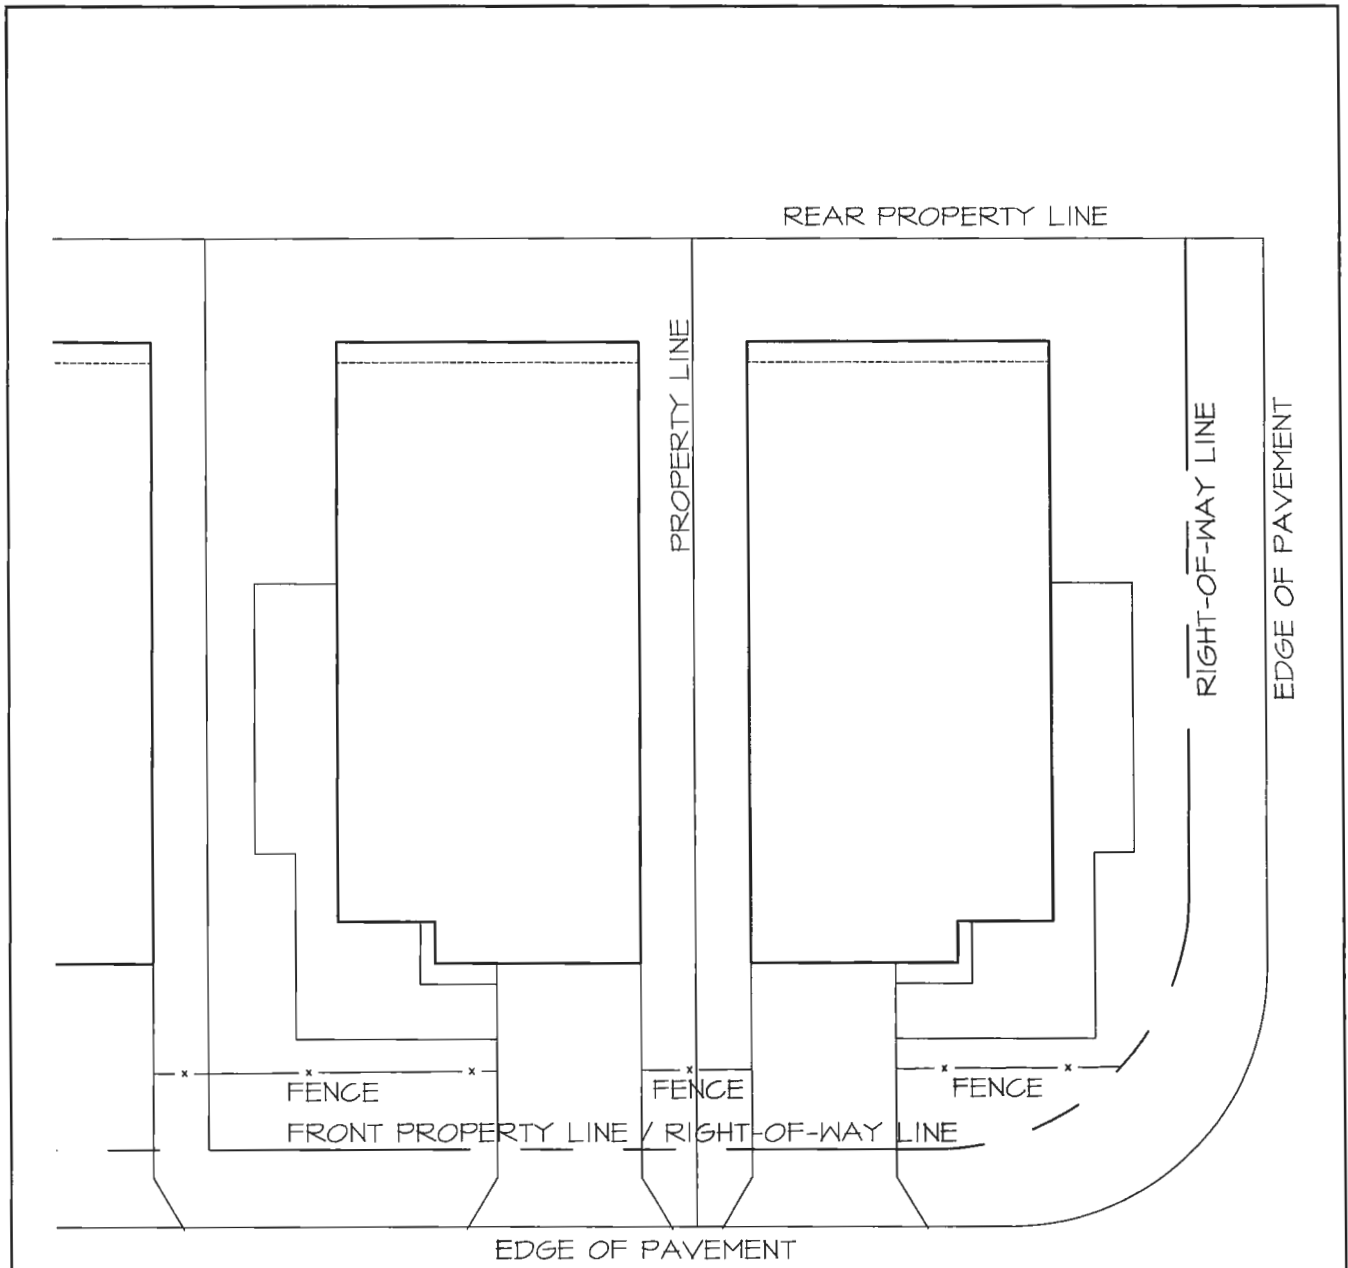 REAR PROPERTY LINE
PROPERTY LINE
RIGHT-OF-WAY LINE
EDGE OF PAVEMENT
FENCE
FENCE
FENCE
FRONT PROPERTY LINE / RIGHT-OF-WAY LINE
EDGE OF PAVEMENT